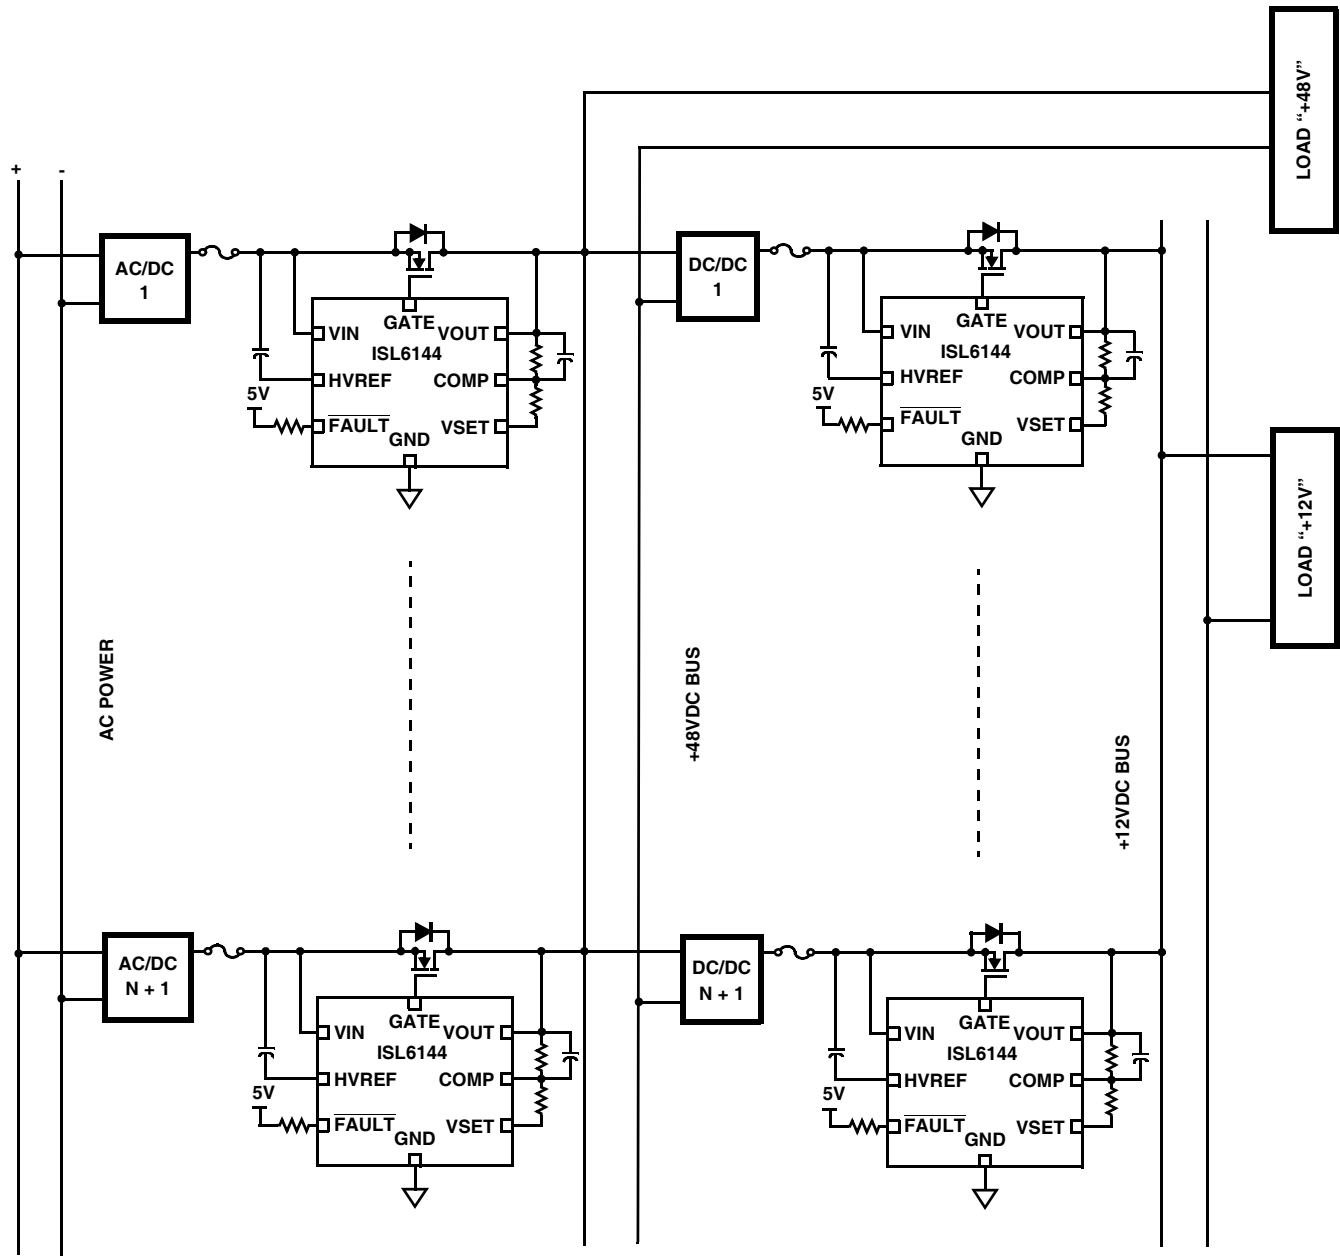 LOAD “+48V”
+
-
AC/DC
1
DC/DC
1
GATE
VIN
VOUT
ISL6144
HVREF
COMP
5V
FAULT
VSET
GND
GATE
VIN
VOUT
ISL6144
HVREF
COMP
5V
FAULT
VSET
GND
LOAD “+12V”
AC POWER
+48VDC BUS
+12VDC BUS
AC/DC
N + 1
DC/DC
N + 1
GATE
VIN
VOUT
ISL6144
HVREF
COMP
5V
FAULT
VSET
GND
GATE
VIN
VOUT
ISL6144
HVREF
COMP
5V
FAULT
VSET
GND